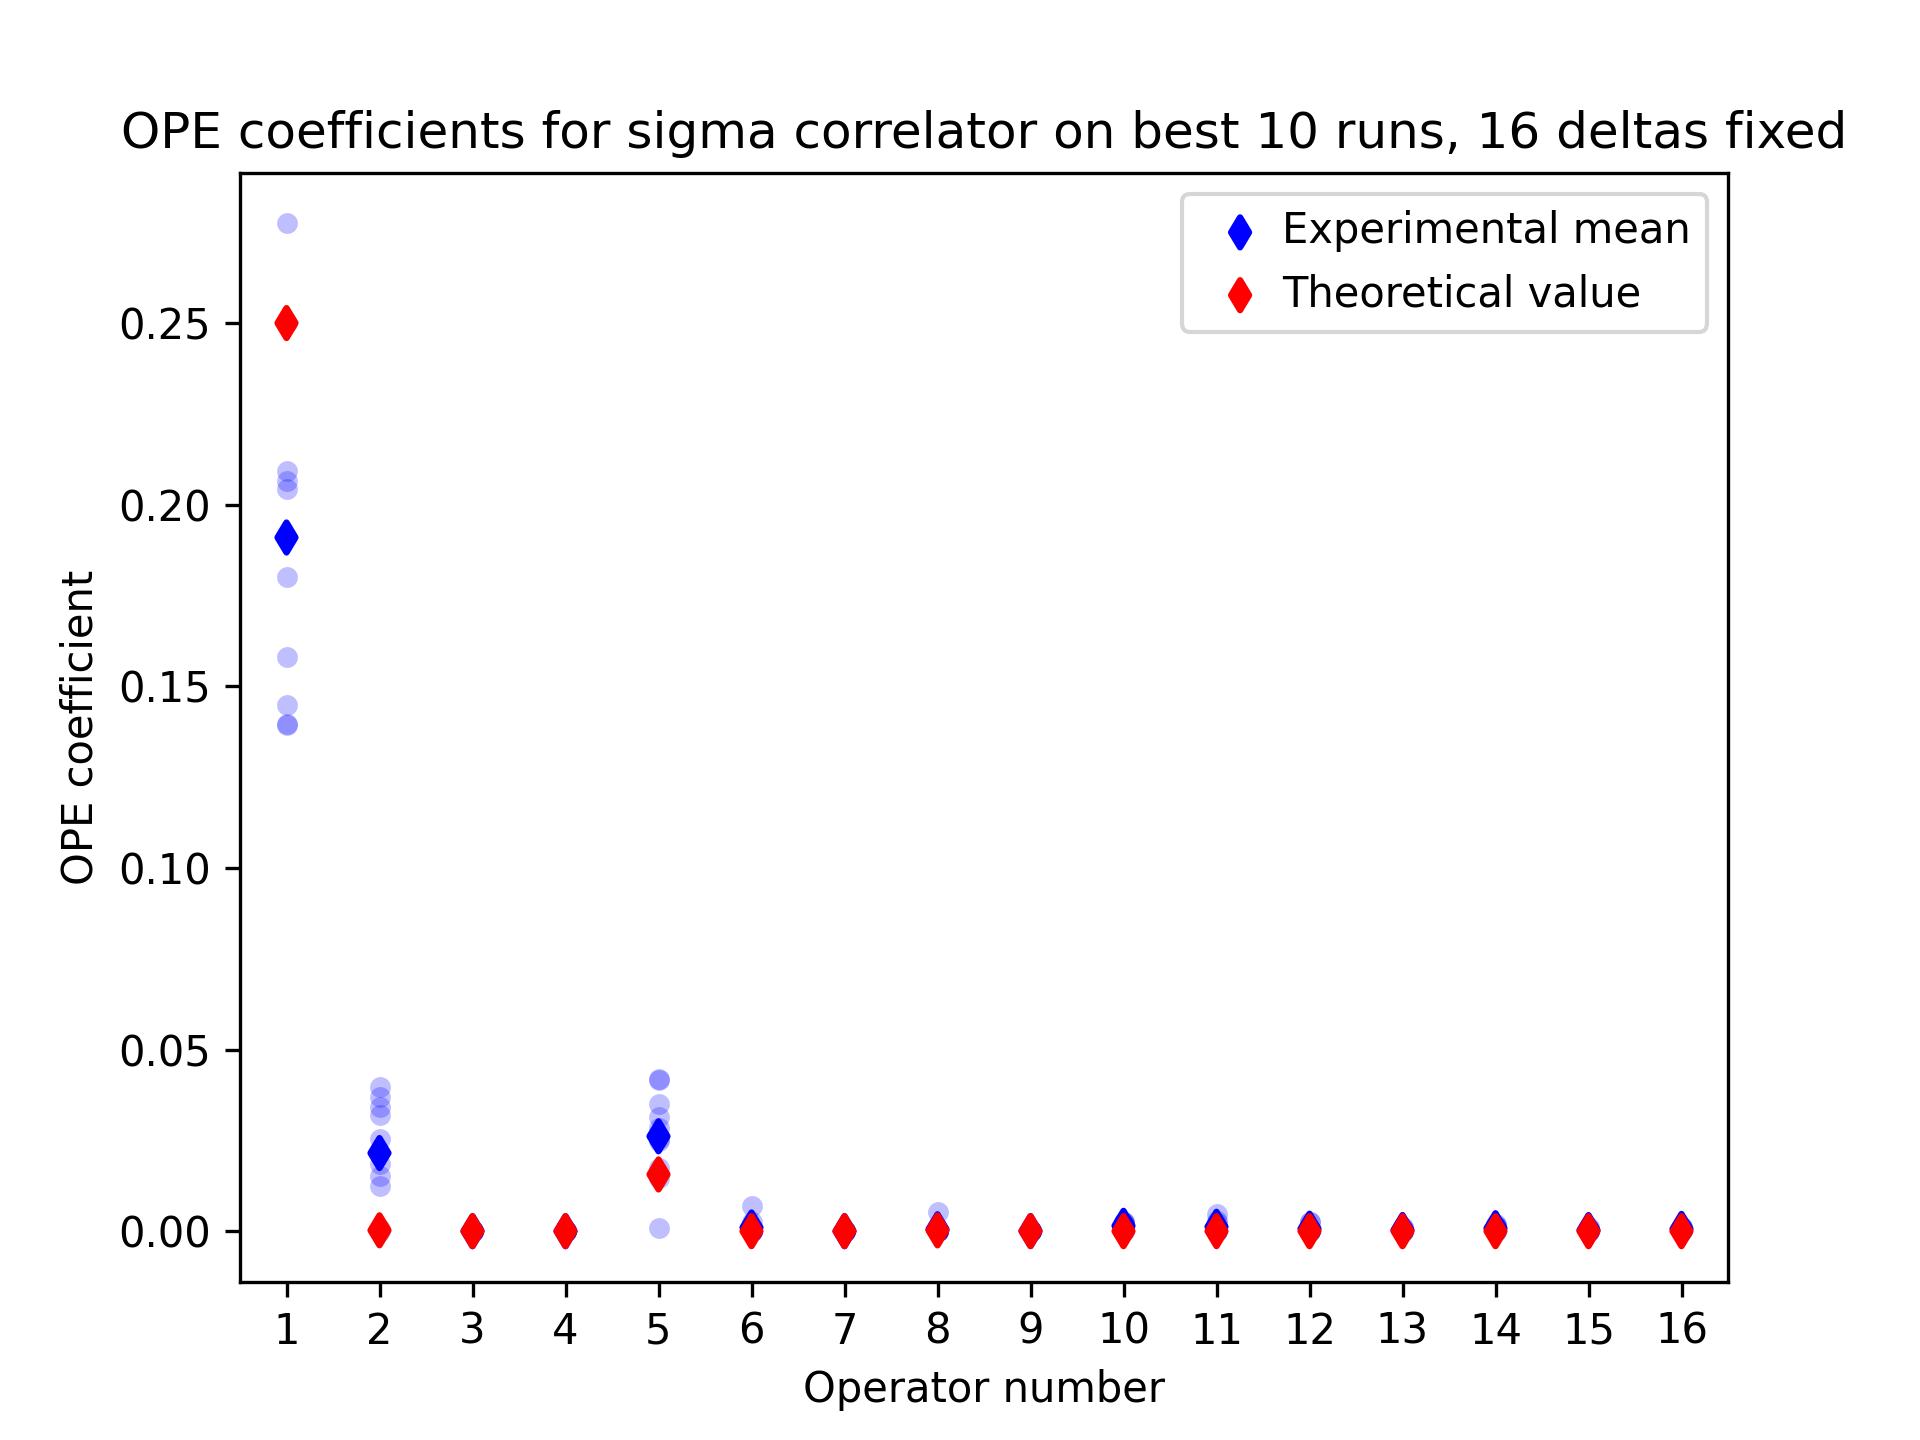 OPE coefficients for sigma correlator on best 10 runs, 16 deltas fixed
Experimental mean
Theoretical value
0.25
0.20
0.15
0.10
0.05
0.00
OPE coefficient
1 2 3 4 5 6 7 8 9 10 11 12 13 14 15 16
Operator number